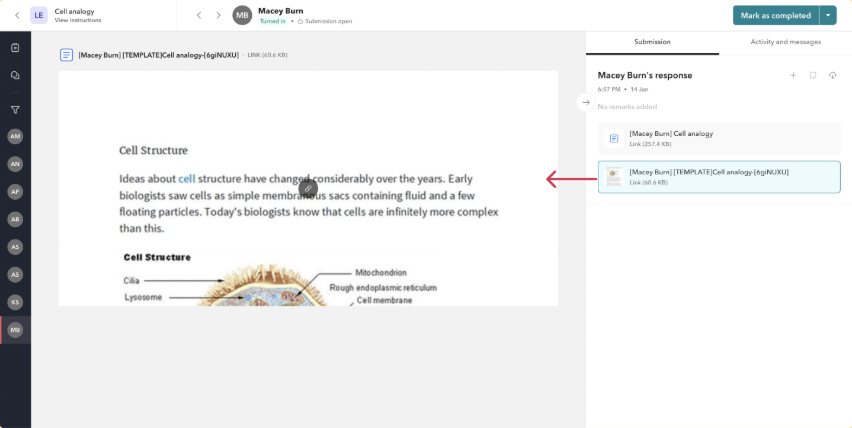 LE
Cell analogy
View instructions
MB
Macey Burn
Turned in • Submission open
Mark as completed
[Macey Burn] [TEMPLATE]Cell analogy-[6giNUXU] · LINK (60.6 KB)
Cell Structure
Ideas about cell structure have changed considerably over the years. Early
biologists saw cells as simple membranous sacs containing fluid and a few
floating particles. Today's biologists know that cells are infinitely more complex
than this.
Cell Structure
Cilia
Lysosome
Mitochondrion
Rough endoplasmic reticulum
Cell membrane
AM
AN
AP
AB
AS
AS
KS
MB
Submission
Activity and messages
Macey Burn's response
6:07 PM • 14 Jan
No remarks added
[Macey Burn] Cell analogy
Link (257.4 KB)
[Macey Burn] [TEMPLATE]Cell analogy-[6giNUXU]
Link (60.6 KB)